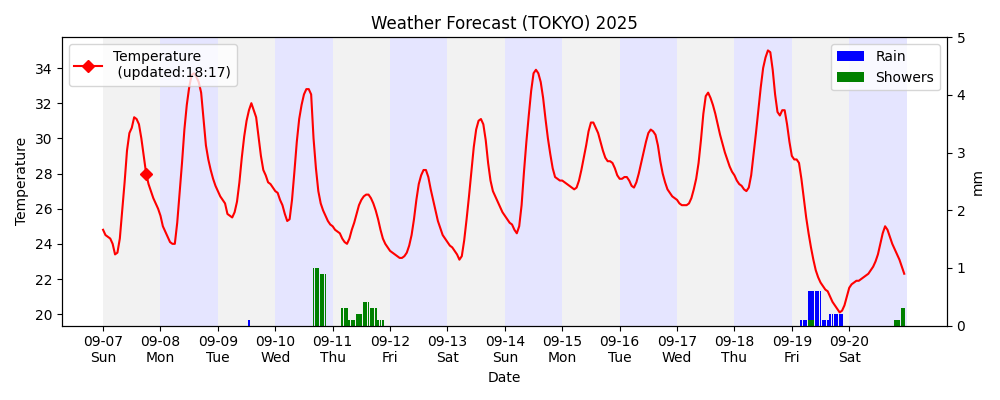 Weather Forecast (TOKYO) 2025
Temperature
(updated:18:17)
Rain
Showers
Temperature
34
32
30
28
26
24
22
20
5
4
3
2
1
0
mm
09-07 09-08 09-09 09-10 09-11 09-12 09-13 09-14 09-15 09-16 09-17 09-18 09-19 09-20
Sun Mon Tue Wed Thu Fri Sat Sun Mon Tue Wed Thu Fri Sat
Date